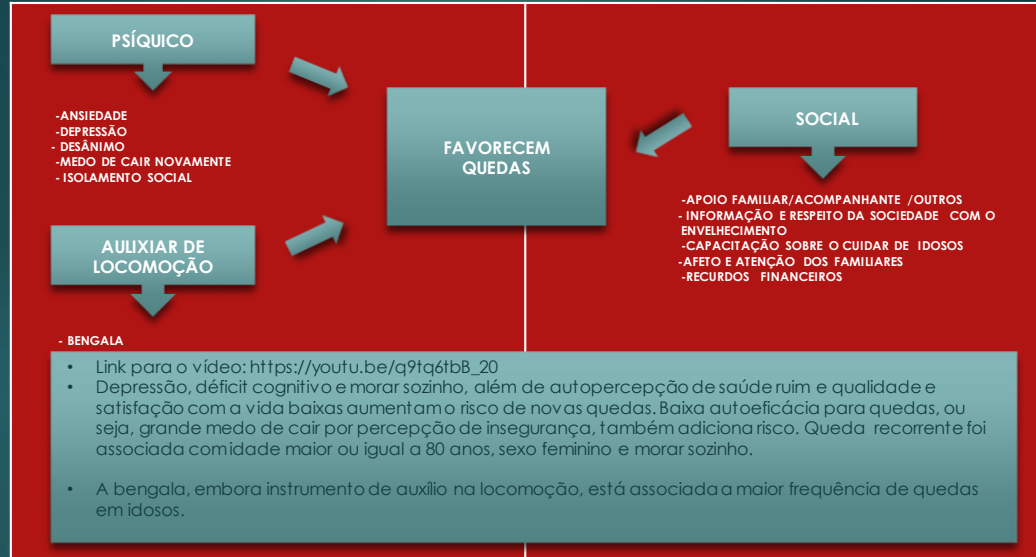 PSÍQUICO
-ANSIEDADE
-DEPRESSÃO
- DESÂNIMO
-MEDO DE CAIR NOVAMENTE
- ISOLAMENTO SOCIAL
AULIXIAR DE
LOCOMOÇÃO
- BENGALA
FAVORECEM
QUEDAS
SOCIAL
-APOIO FAMILIAR/ACOMPANHANTE /OUTROS
- INFORMAÇÃO E RESPEITO DA SOCIEDADE COM O
ENVELHECIMENTO
-CAPACITAÇÃO SOBRE O CUIDAR DE IDOSOS
-AFETO E ATENÇÃO DOS FAMILIARES
-RECURDOS FINANCEIROS
• Link para o vídeo: https://youtu.be/q9tq6tbB_20
• Depressão, déficit cognitivo e morar sozinho, além de autopercepção de saúde ruim e qualidade e
satisfação com a vida baixas aumentam o risco de novas quedas. Baixa autoeficácia para quedas, ou
seja, grande medo de cair por percepção de insegurança, também adiciona risco. Queda recorrente foi
associada com idade maior ou igual a 80 anos, sexo feminino e morar sozinho.
• A bengala, embora instrumento de auxílio na locomoção, está associada a maior frequência de quedas
em idosos.